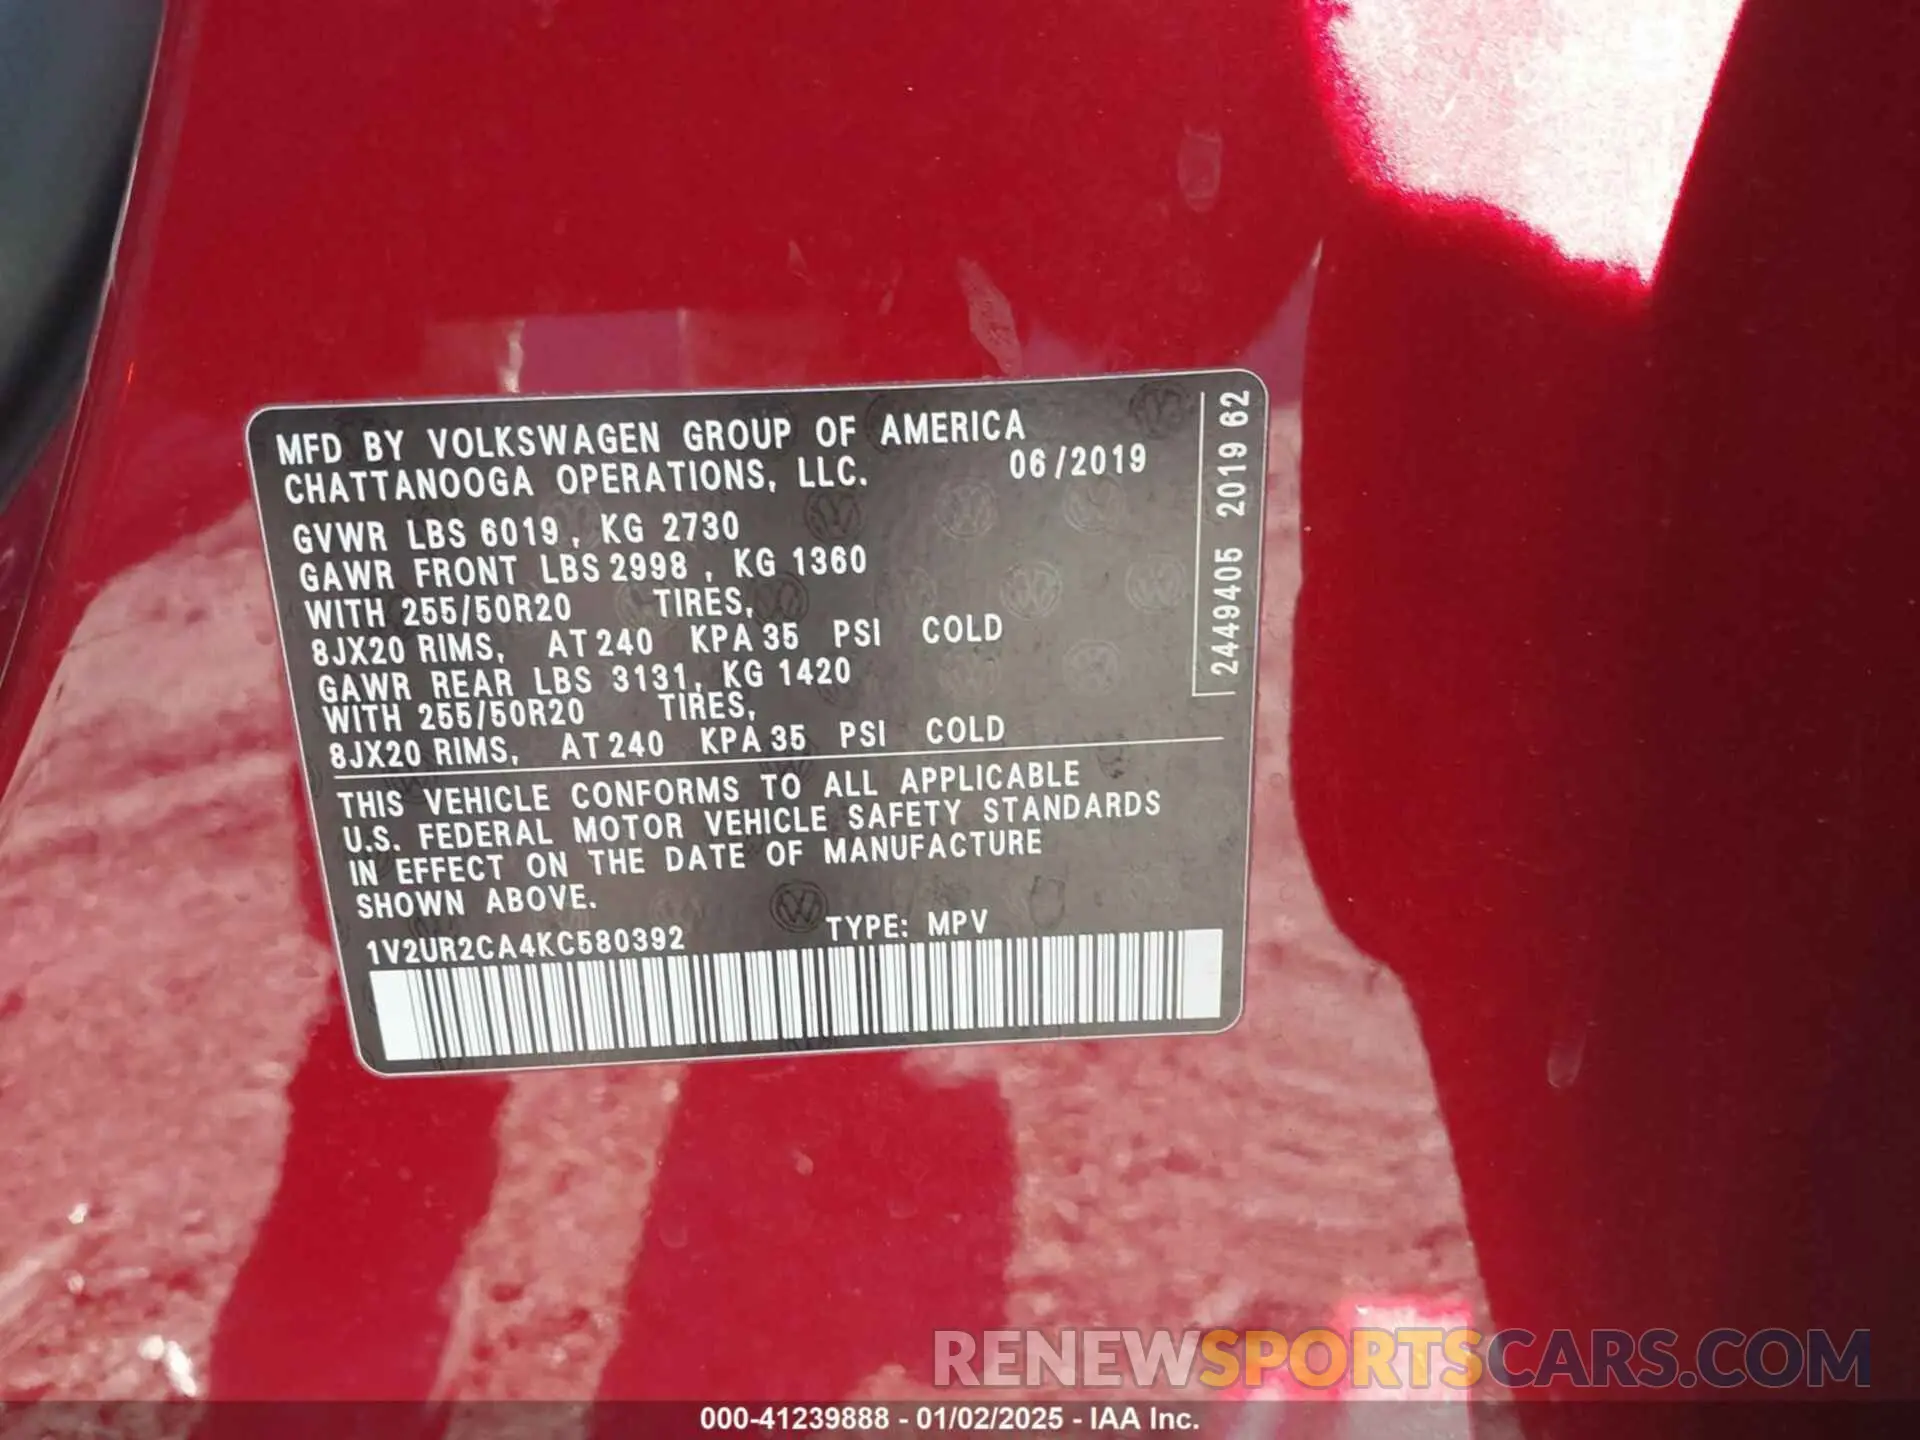 MFD BY VOLKSWAGEN GROUP OF AMERICA
CHATTANOOGA OPERATIONS, LLC. 06/2019
GVWR LBS 6019, KG 2730
GAWR FRONT LBS 2998, KG 1360
WITH 255/50R20 TIRES,
8JX20 RIMS, AT 240 KPA 35 PSI COLD
GAWR REAR LBS 3131, KG 1420
WITH 255/50R20 TIRES,
8JX20 RIMS, AT 240 KPA 35 PSI COLD
THIS VEHICLE CONFORMS TO ALL APPLICABLE
U.S. FEDERAL MOTOR VEHICLE SAFETY STANDARDS
IN EFFECT ON THE DATE OF MANUFACTURE
SHOWN ABOVE.
1V2UR2CA4KC580392 TYPE: MPV
2449405 2019 62
RENEWSPORTSCARS.COM
000-41239888 - 01/02/2025 - IAA Inc.